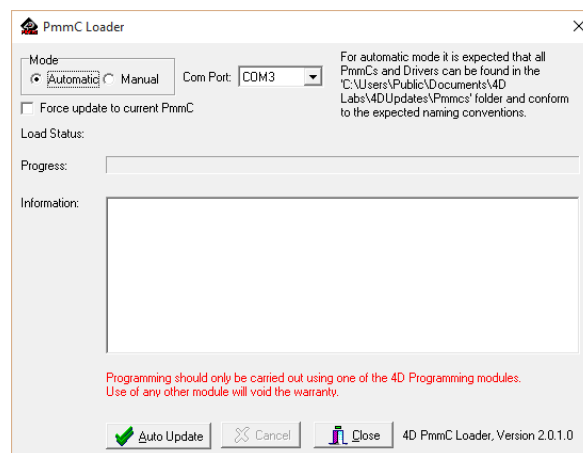 PmmC Loader
Mode
Automatic Manual
Com Port: COM3
For automatic mode it is expected that all
PmmCs and Drivers can be found in the
'C:\Users\Public\Documents\4D
Labs\4DUpdates\Pmmcs' folder and conform
to the expected naming conventions.
Force update to current PmmC
Load Status:
Progress:
Information:
Programming should only be carried out using one of the 4D Programming modules.
Use of any other module will void the warranty.
Auto Update Cancel Close 4D PmmC Loader, Version 2.0.1.0